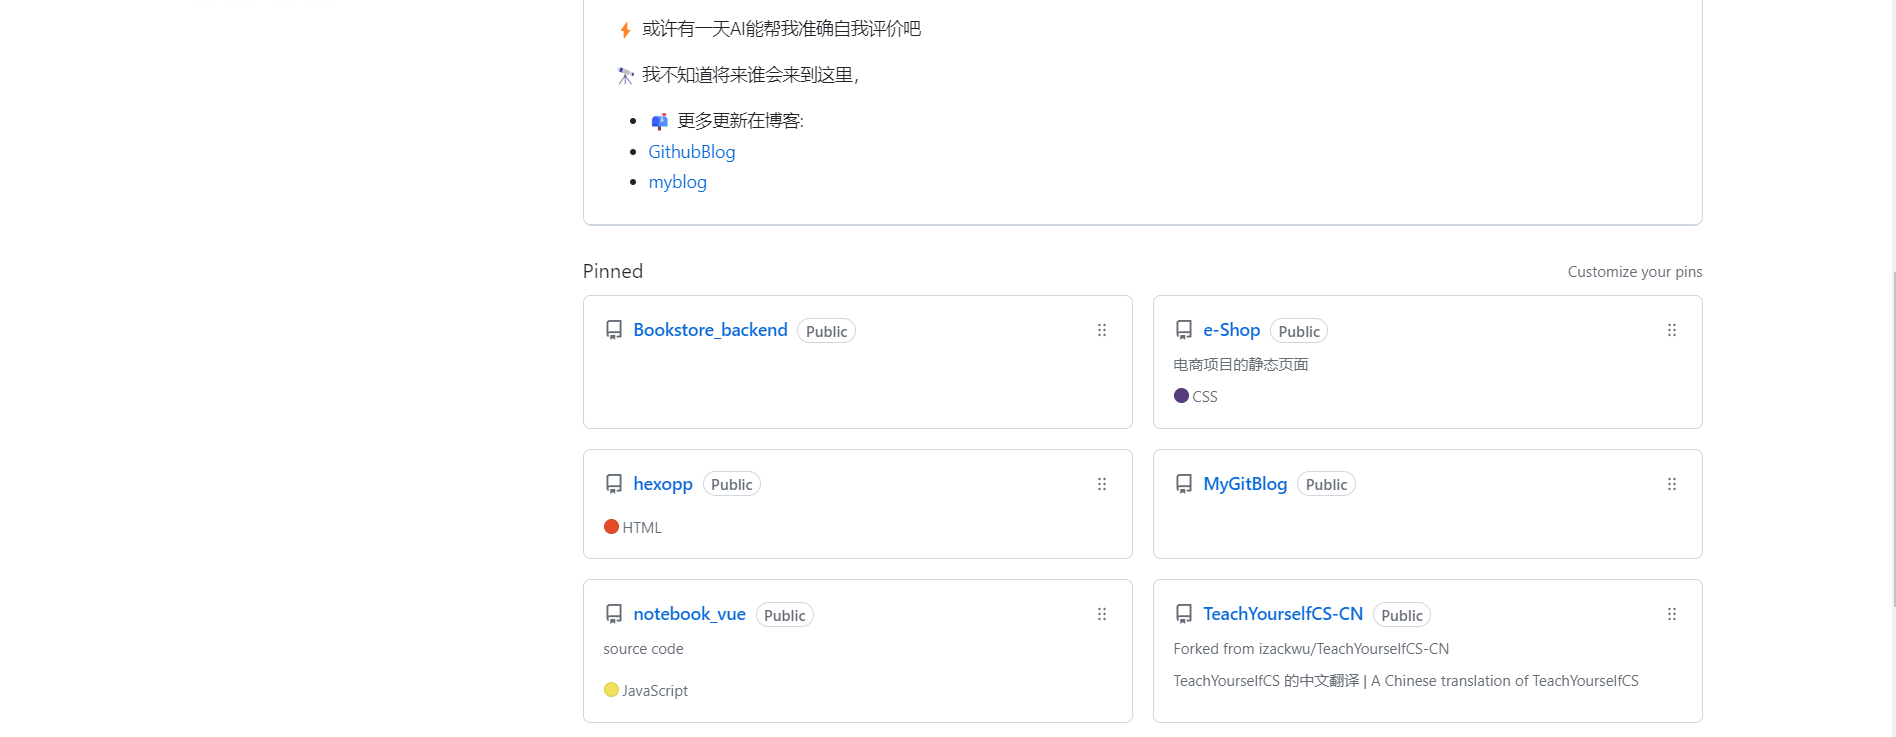 或许有一天AI能帮我准确自我评价吧
我不知道将来谁会来到这里，
更多更新在博客:
GithubBlog
myblog
Pinned
Customize your pins
Bookstore_backend Public
e-Shop Public
电商项目的静态页面
CSS
hexopp Public
HTML
MyGitBlog Public
notebook_vue Public
source code
JavaScript
TeachYourselfCS-CN Public
Forked from izackwu/TeachYourselfCS-CN
TeachYourselfCS 的中文翻译 | A Chinese translation of TeachYourselfCS